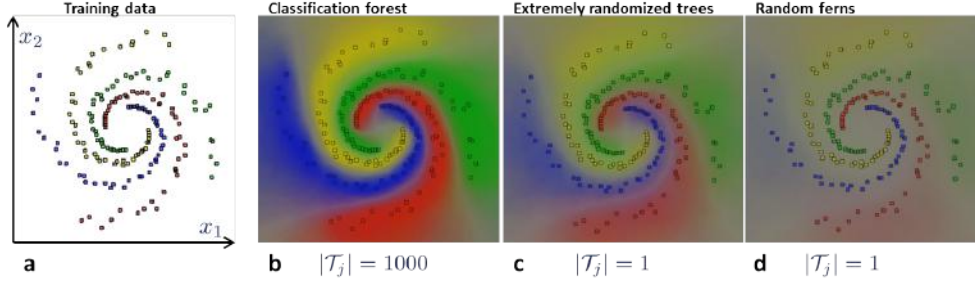 Training data
Classification forest
Extremely randomized trees
Random ferns
x₂
x₁
a
b
|𝒯ⱼ| = 1000
c
|𝒯ⱼ| = 1
d
|𝒯ⱼ| = 1